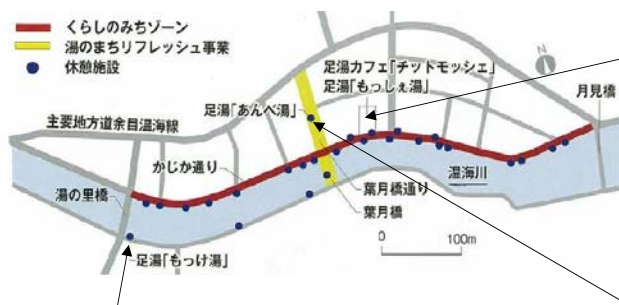 くらしのみちゾーン
湯のまちリフレッシュ事業
休憩施設
足湯カフェ「チットモッシェ」
足湯「もっしぇ湯」
N
月見橋
足湯「あんべ湯」
主要地方道余目温海線
かじか通り
温海川
湯の里橋
葉月橋通り
葉月橋
0
100m
足湯「もっけ湯」